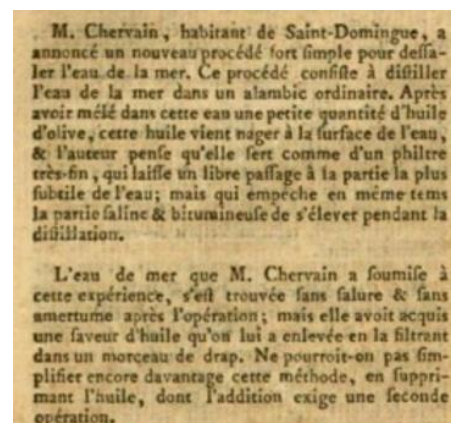 M. Chervain, habitant de Saint-Domingue, a
annoncé un nouveau procédé fort ſimple pour deſſa-
ler l'eau de la mer. Ce procédé conſiſte à diſtiller
l'eau de la mer dans un alambic ordinaire. Après
avoir mêlé dans cette eau une petite quantité d'huile
d'olive, cette huile vient nager à la ſurface de l'eau,
& l'auteur penſe qu'elle ſert comme d'un philtre
très-fin, qui laiſſe un libre paſſage à la partie la plus
ſubtile de l'eau; mais qui empêche en même tems
la partie ſaline & bitumineuſe de s'élever pendant la
diſtillation.
L'eau de mer que M. Chervain a ſoumiſe à
cette expérience, s'eſt trouvée ſans ſalure & ſans
amertume après l'opération; mais elle avoit acquis
une ſaveur d'huile qu'on lui a enlevée en la filtrant
dans un morceau de drap. Ne pourroit-on pas ſim-
plifier encore davantage cette méthode, en ſuppri-
mant l'huile, dont l'addition exige une ſeconde
opération.